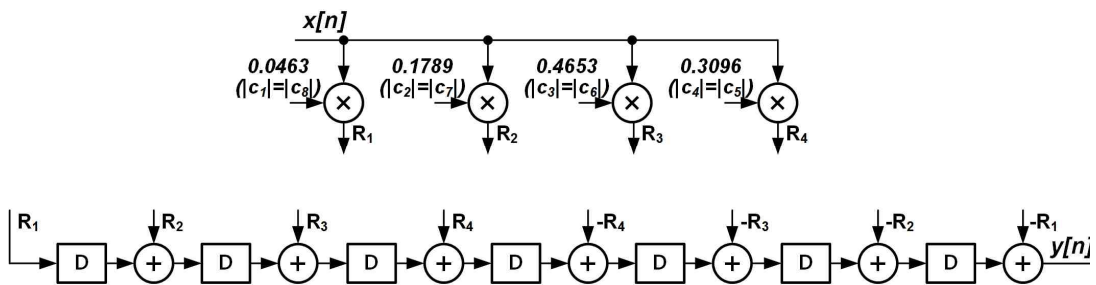 x[n]
0.0463 0.1789 0.4653 0.3096
(|c₁|=|c₈|) (|c₂|=|c₇|) (|c₃|=|c₆|) (|c₄|=|c₅|)
× × × ×
R₁ R₂ R₃ R₄
R₁ R₂ R₃ R₄ -R₄ -R₃ -R₂ -R₁
y[n]
D + D + D + D + D + D + D +